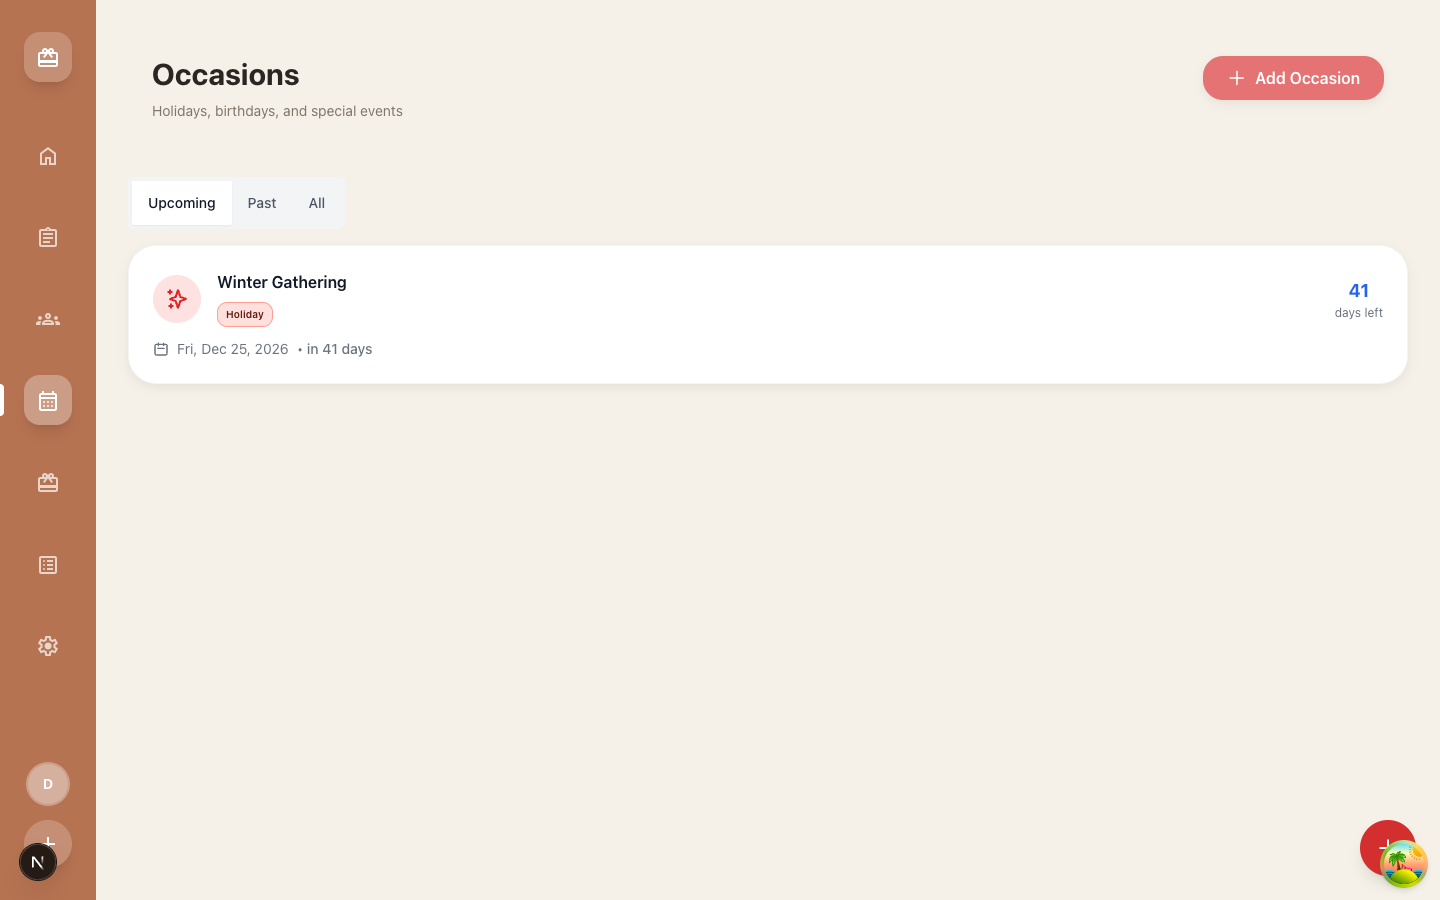 Occasions
Holidays, birthdays, and special events
Add Occasion
Upcoming
Past
All
Winter Gathering
Holiday
41
days left
Fri, Dec 25, 2026 • in 41 days
D
N